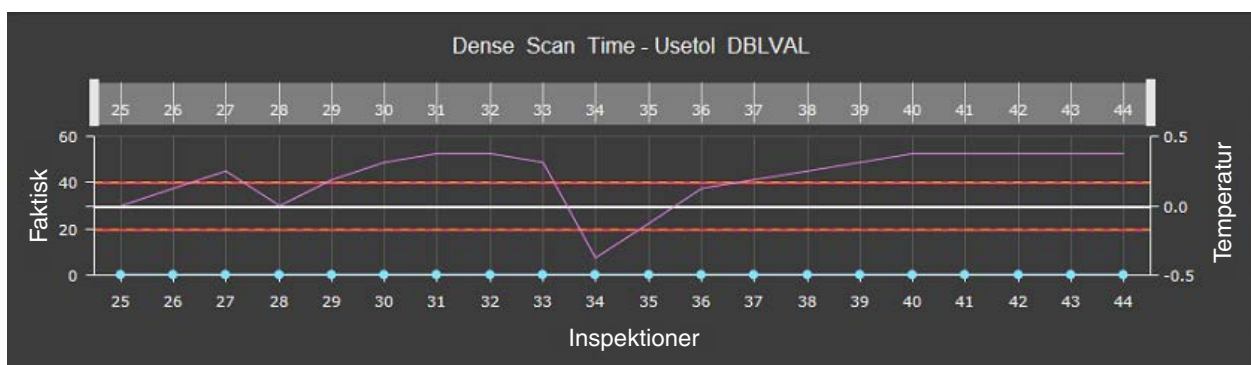 Dense Scan Time - Usetol DBLVAL
25 26 27 28 29 30 31 32 33 34 35 36 37 38 39 40 41 42 43 44
60 0.5
40
0.0
20
0 -0.5
Faktisk
Temperatur
25 26 27 28 29 30 31 32 33 34 35 36 37 38 39 40 41 42 43 44
Inspektioner